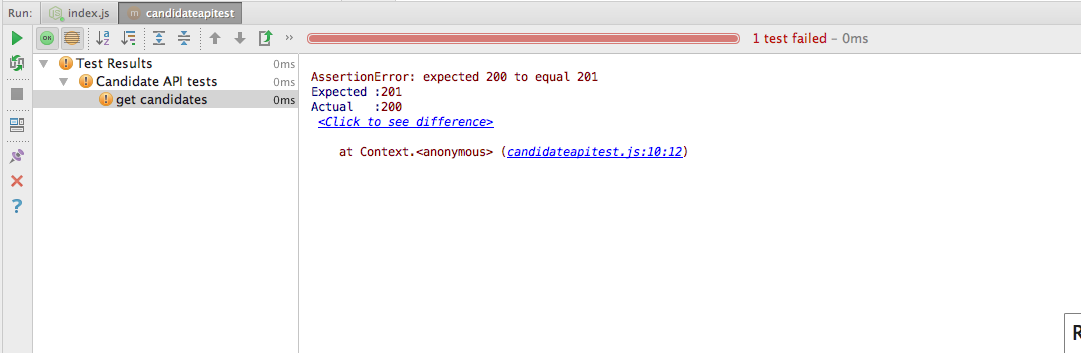 Run: index.js candidateapitest
OK a z >> 1 test failed – 0ms
Test Results 0ms
Candidate API tests 0ms
get candidates 0ms
AssertionError: expected 200 to equal 201
Expected :201
Actual :200
<Click to see difference>
at Context.<anonymous> (candidateapitest.js:10:12)
R